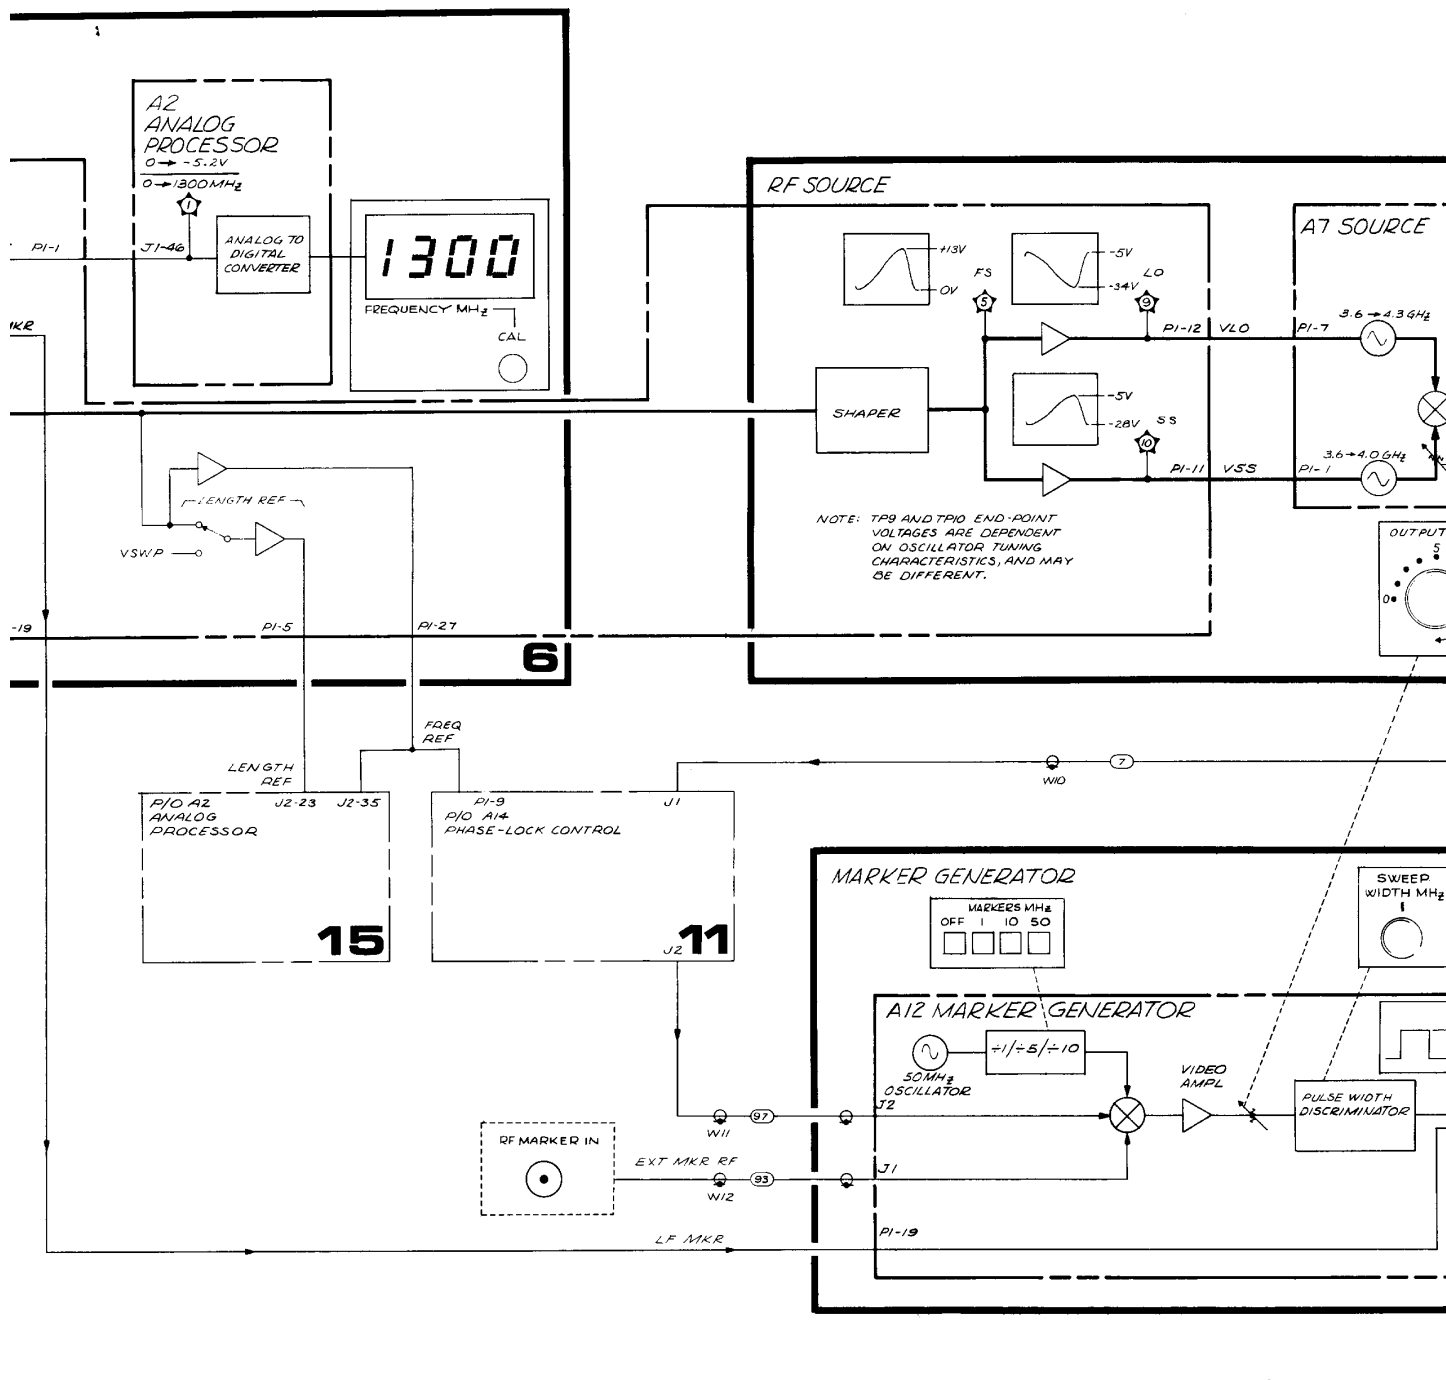 A2
ANALOG
PROCESSOR
0→ -5.2V
0→1300MHz
1
P1-1
J1-46
ANALOG TO
DIGITAL
CONVERTER
1300
FREQUENCY MHz
CAL
MKR
LENGTH REF
VSWP
-19
P1-5
P1-27
6
RF SOURCE
+13V
0V
FS
5
-5V
-34V
LO
9
P1-12
VLO
SHAPER
-5V
-28V
SS
10
P1-11
VSS
NOTE: TP9 AND TP10 END-POINT
VOLTAGES ARE DEPENDENT
ON OSCILLATOR TUNING
CHARACTERISTICS, AND MAY
BE DIFFERENT.
A7 SOURCE
3.6→4.3GHz
P1-7
3.6→4.0GHz
P1-1
OUTPUT
5
0
FREQ
REF
LENGTH
REF
P/O A2
ANALOG
PROCESSOR
J2-23
J2-35
15
P1-9
P/O A14
PHASE-LOCK CONTROL
J1
J2
11
W10
7
MARKER GENERATOR
MARKERS MHz
OFF 1 10 50
SWEEP
WIDTH MHz
A12 MARKER GENERATOR
50MHz
OSCILLATOR
÷1/÷5/÷10
VIDEO
AMPL
PULSE WIDTH
DISCRIMINATOR
J2
W11
97
RF MARKER IN
EXT MKR RF
W12
93
J1
LF MKR
P1-19